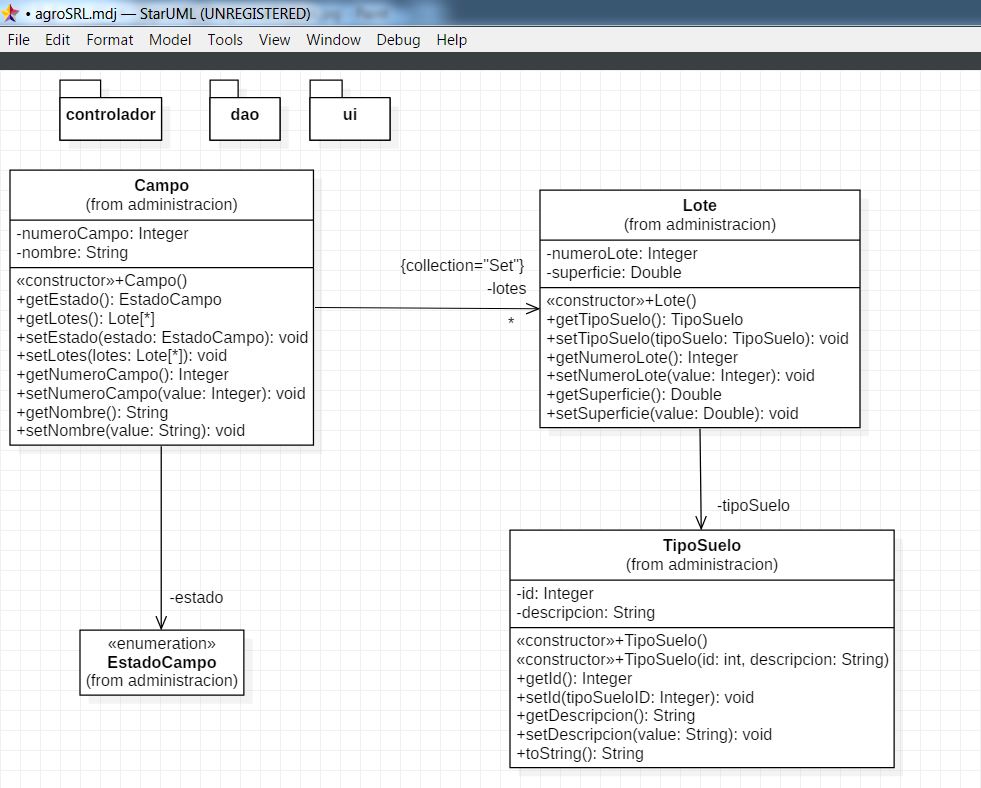 • agroSRL.mdj — StarUML (UNREGISTERED)
File Edit Format Model Tools View Window Debug Help
controlador
dao
ui
Campo
(from administracion)
-numeroCampo: Integer
-nombre: String
«constructor»+Campo()
+getEstado(): EstadoCampo
+getLotes(): Lote[*]
+setEstado(estado: EstadoCampo): void
+setLotes(lotes: Lote[*]): void
+getNumeroCampo(): Integer
+setNumeroCampo(value: Integer): void
+getNombre(): String
+setNombre(value: String): void
{collection="Set"}
-lotes
*
Lote
(from administracion)
-numeroLote: Integer
-superficie: Double
«constructor»+Lote()
+getTipoSuelo(): TipoSuelo
+setTipoSuelo(tipoSuelo: TipoSuelo): void
+getNumeroLote(): Integer
+setNumeroLote(value: Integer): void
+getSuperficie(): Double
+setSuperficie(value: Double): void
-estado
«enumeration»
EstadoCampo
(from administracion)
-tipoSuelo
TipoSuelo
(from administracion)
-id: Integer
-descripcion: String
«constructor»+TipoSuelo()
«constructor»+TipoSuelo(id: int, descripcion: String)
+getId(): Integer
+setId(tipoSueloID: Integer): void
+getDescripcion(): String
+setDescripcion(value: String): void
+toString(): String